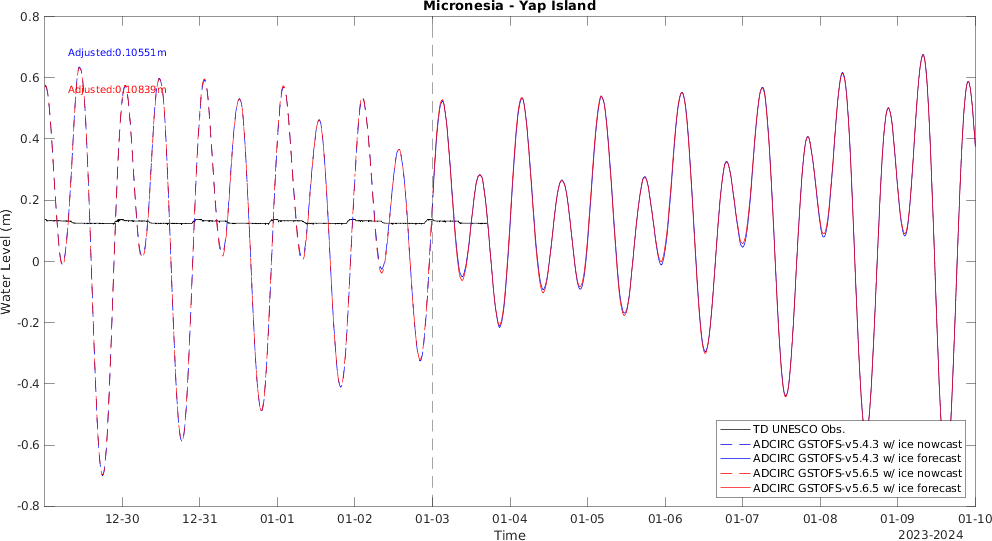 Micronesia - Yap Island
0.8
0.6
0.4
0.2
0
-0.2
-0.4
-0.6
-0.8
Water Level (m)
Adjusted:0.10551m
Adjusted:0.10839m
TD UNESCO Obs.
ADCIRC GSTOFS-v5.4.3 w/ ice nowcast
ADCIRC GSTOFS-v5.4.3 w/ ice forecast
ADCIRC GSTOFS-v5.6.5 w/ ice nowcast
ADCIRC GSTOFS-v5.6.5 w/ ice forecast
12-30 12-31 01-01 01-02 01-03 01-04 01-05 01-06 01-07 01-08 01-09 01-10
Time
2023-2024